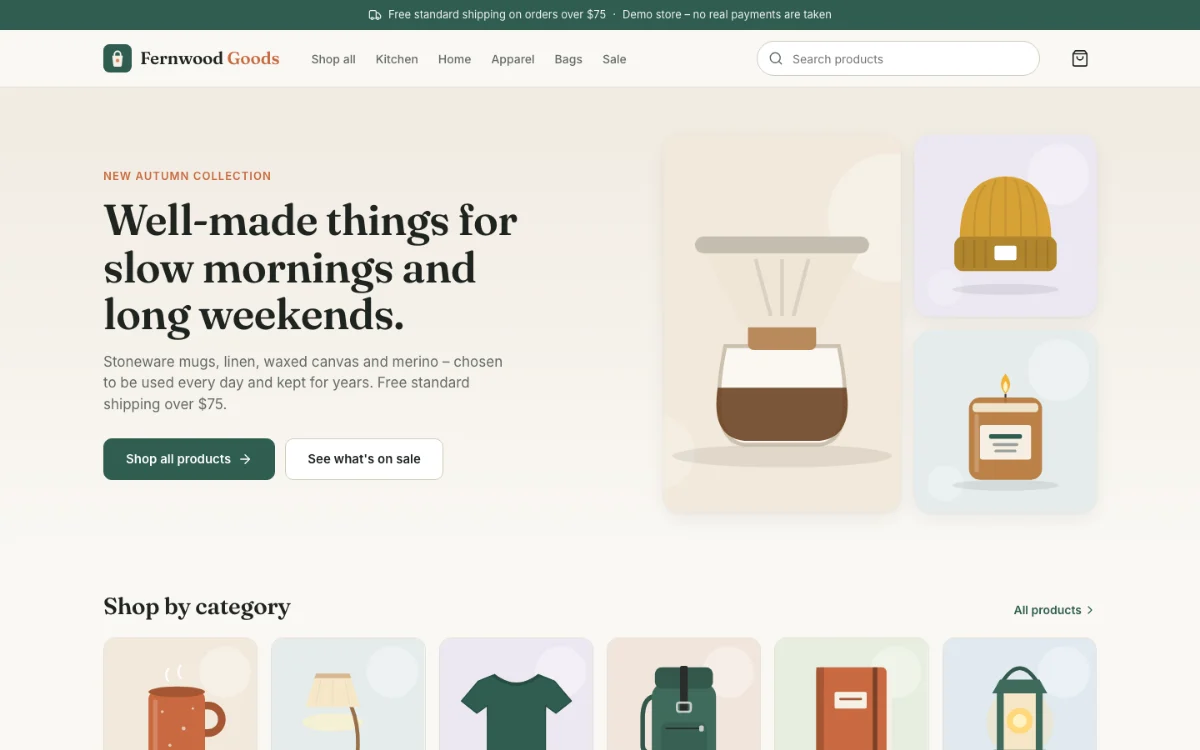 Free standard shipping on orders over $75 · Demo store – no real payments are taken
Fernwood Goods
Shop all
Kitchen
Home
Apparel
Bags
Sale
Search products
NEW AUTUMN COLLECTION
Well-made things for
slow mornings and
long weekends.
Stoneware mugs, linen, waxed canvas and merino – chosen
to be used every day and kept for years. Free standard
shipping over $75.
Shop all products
See what's on sale
Shop by category
All products